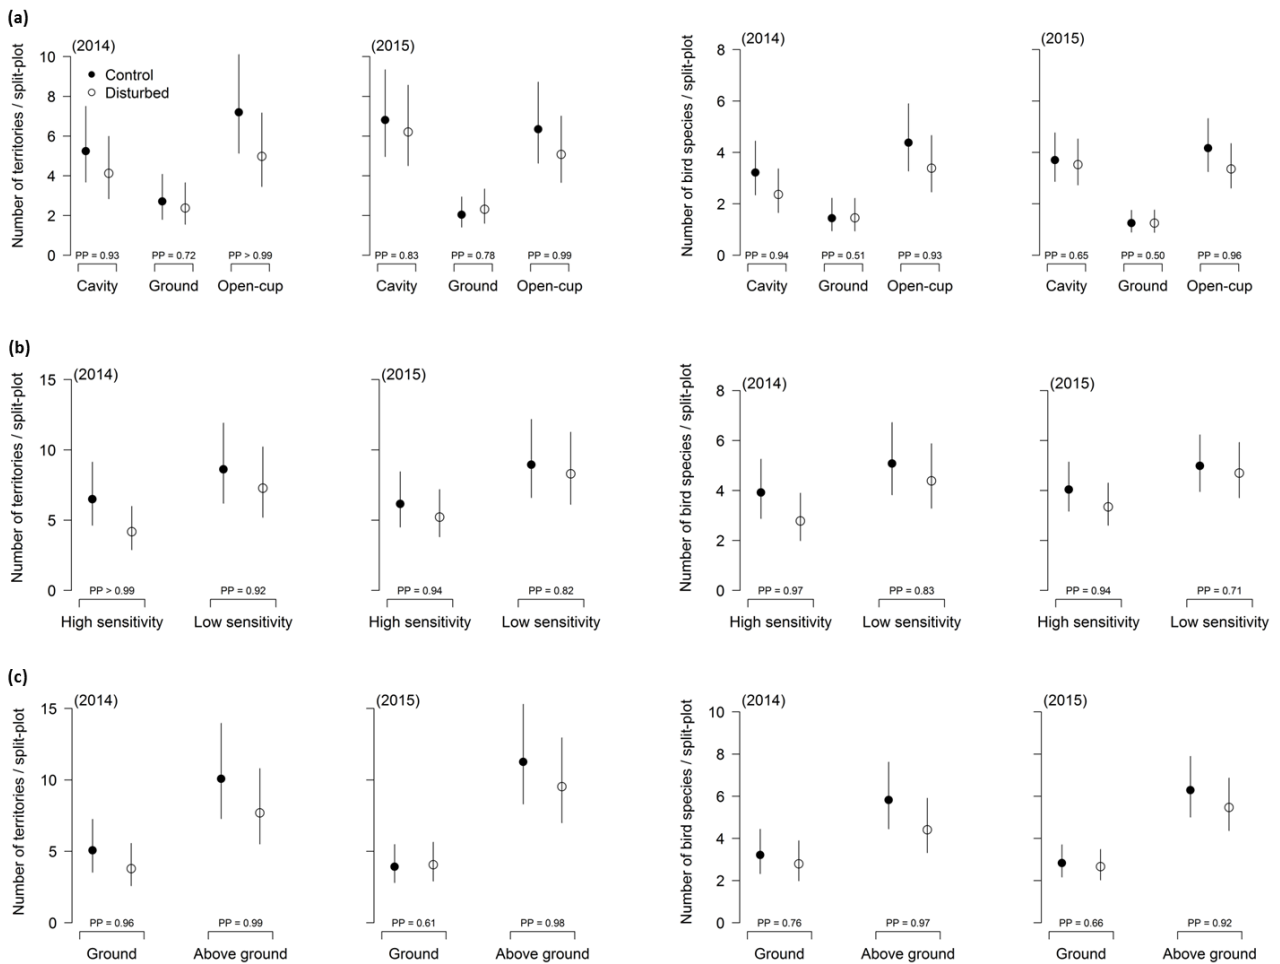 (a)
(2014) (2015) (2014) (2015)
Number of territories / split-plot
10
8
6
4
2
0
Control
Disturbed
PP = 0.93 PP = 0.72 PP > 0.99
Cavity Ground Open-cup
PP = 0.83 PP = 0.78 PP = 0.99
Cavity Ground Open-cup
Number of bird species / split-plot
8
6
4
2
0
PP = 0.94 PP = 0.51 PP = 0.93
Cavity Ground Open-cup
PP = 0.65 PP = 0.50 PP = 0.96
Cavity Ground Open-cup
(b)
(2014) (2015) (2014) (2015)
Number of territories / split-plot
15
10
5
0
PP > 0.99 PP = 0.92
High sensitivity Low sensitivity
PP = 0.94 PP = 0.82
High sensitivity Low sensitivity
Number of bird species / split-plot
8
6
4
2
0
PP = 0.97 PP = 0.83
High sensitivity Low sensitivity
PP = 0.94 PP = 0.71
High sensitivity Low sensitivity
(c)
(2014) (2015) (2014) (2015)
Number of territories / split-plot
15
10
5
0
PP = 0.96 PP = 0.99
Ground Above ground
PP = 0.61 PP = 0.98
Ground Above ground
Number of bird species / split-plot
10
8
6
4
2
0
PP = 0.76 PP = 0.97
Ground Above ground
PP = 0.66 PP = 0.92
Ground Above ground